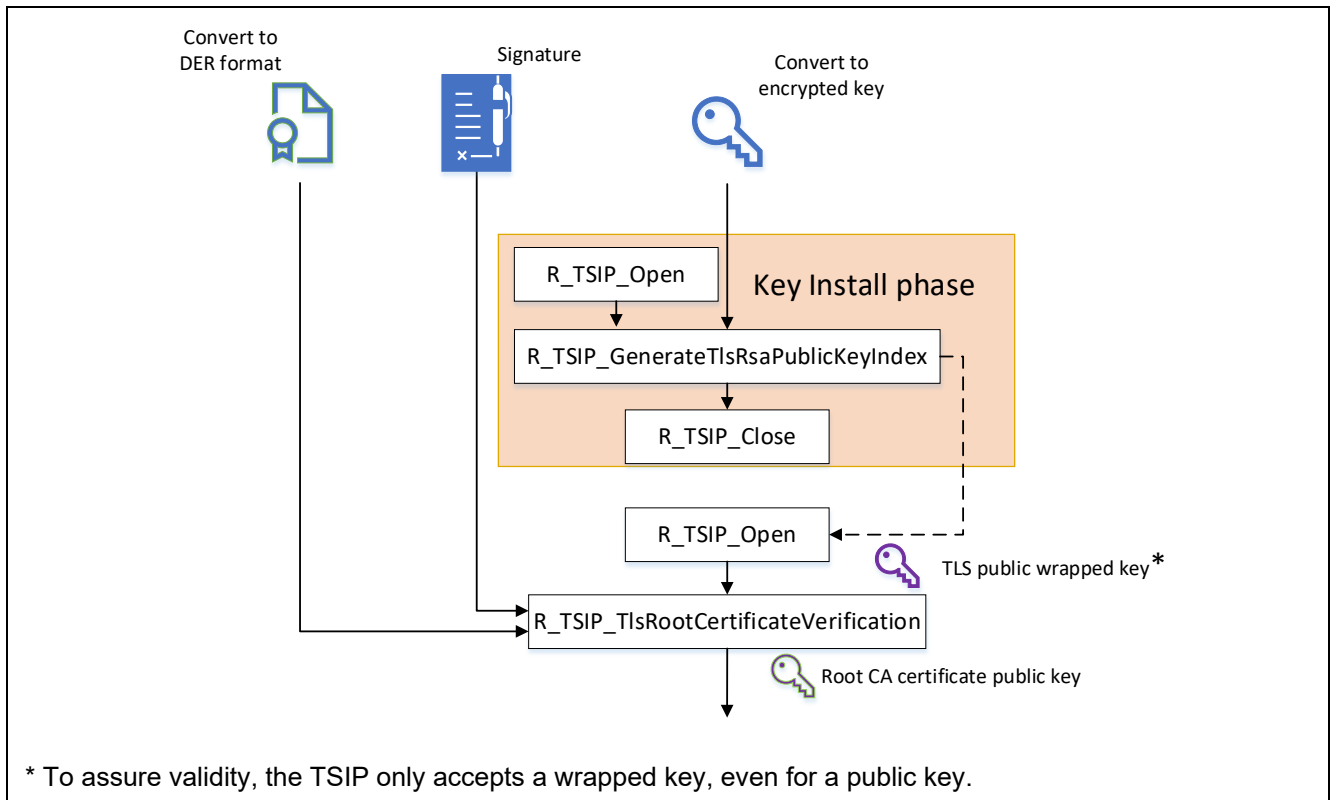 Convert to
DER format
Signature
Convert to
encrypted key
R_TSIP_Open
Key Install phase
R_TSIP_GenerateTlsRsaPublicKeyIndex
R_TSIP_Close
R_TSIP_Open
TLS public wrapped key*
R_TSIP_TlsRootCertificateVerification
Root CA certificate public key
* To assure validity, the TSIP only accepts a wrapped key, even for a public key.